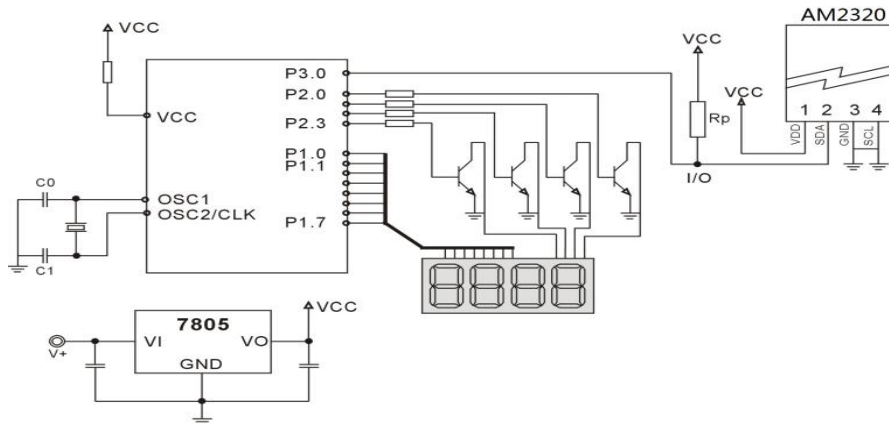 VCC
VCC
P3.0
P2.0
P2.3
P1.0
P1.1
P1.7
OSC1
OSC2/CLK
C0
C1
VCC
VCC
Rp
I/O
AM2320
1 2 3 4
VDD
SDA
GND
SCL
7805
VI
VO
GND
V+
VCC